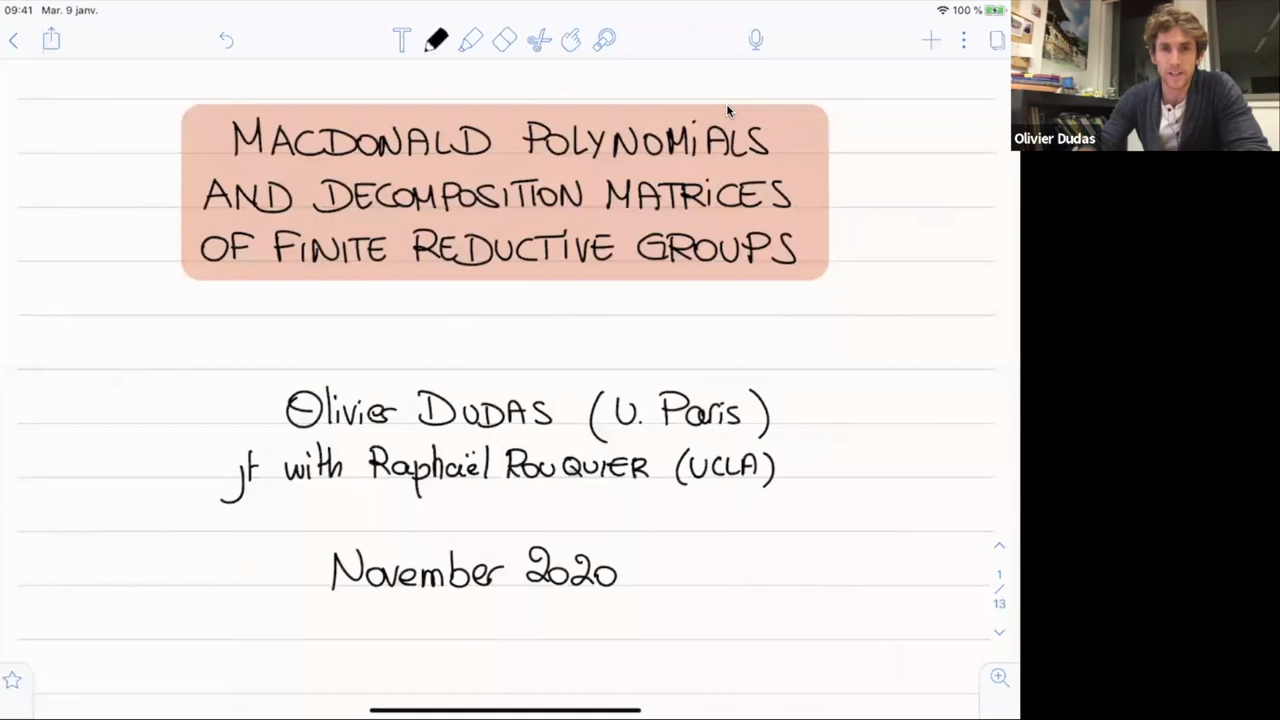 09:41 Mar. 9 janv.
100 %
T
MACDONALD POLYNOMiALS
AND DECOMPOSITION MATRiCES
OF FiNiTE REDUCTIVE GROUPS
Olivier Dudas
Olivier DUDAS (U. Paris)
jt with Raphaël ROUQUIER (UCLA)
November 2020
1
/
13